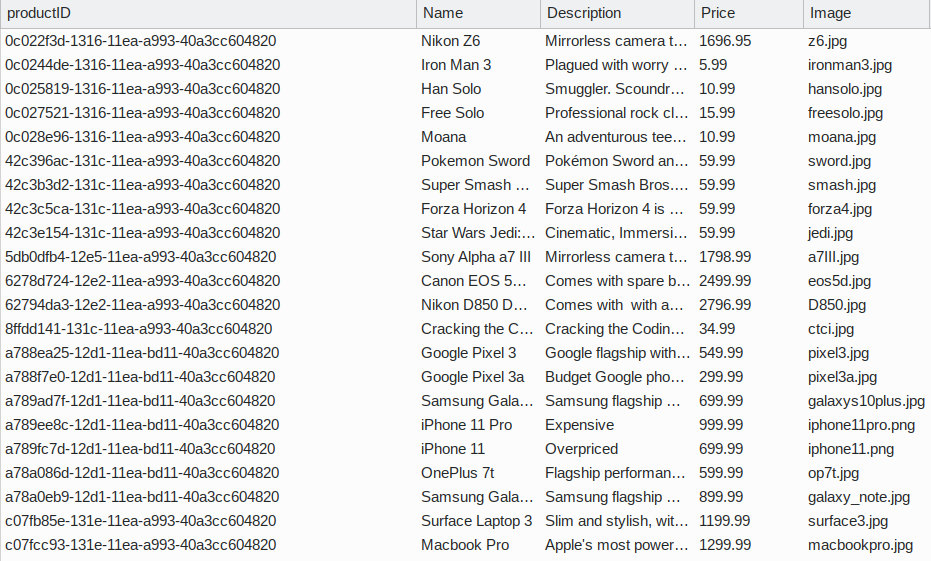 productID Name Description Price Image
0c022f3d-1316-11ea-a993-40a3cc604820 Nikon Z6 Mirrorless camera t... 1696.95 z6.jpg
0c0244de-1316-11ea-a993-40a3cc604820 Iron Man 3 Plagued with worry ... 5.99 ironman3.jpg
0c025819-1316-11ea-a993-40a3cc604820 Han Solo Smuggler. Scoundr... 10.99 hansolo.jpg
0c027521-1316-11ea-a993-40a3cc604820 Free Solo Professional rock cl... 15.99 freesolo.jpg
0c028e96-1316-11ea-a993-40a3cc604820 Moana An adventurous tee... 10.99 moana.jpg
42c396ac-131c-11ea-a993-40a3cc604820 Pokemon Sword Pokémon Sword an... 59.99 sword.jpg
42c3b3d2-131c-11ea-a993-40a3cc604820 Super Smash ... Super Smash Bros.... 59.99 smash.jpg
42c3c5ca-131c-11ea-a993-40a3cc604820 Forza Horizon 4 Forza Horizon 4 is ... 59.99 forza4.jpg
42c3e154-131c-11ea-a993-40a3cc604820 Star Wars Jedi:... Cinematic, Immersi... 59.99 jedi.jpg
5db0dfb4-12e5-11ea-a993-40a3cc604820 Sony Alpha a7 III Mirrorless camera t... 1798.99 a7III.jpg
6278d724-12e2-11ea-a993-40a3cc604820 Canon EOS 5... Comes with spare b... 2499.99 eos5d.jpg
62794da3-12e2-11ea-a993-40a3cc604820 Nikon D850 D... Comes with with a... 2796.99 D850.jpg
8ffdd141-131c-11ea-a993-40a3cc604820 Cracking the C... Cracking the Codin... 34.99 ctci.jpg
a788ea25-12d1-11ea-bd11-40a3cc604820 Google Pixel 3 Google flagship with... 549.99 pixel3.jpg
a788f7e0-12d1-11ea-bd11-40a3cc604820 Google Pixel 3a Budget Google pho... 299.99 pixel3a.jpg
a789ad7f-12d1-11ea-bd11-40a3cc604820 Samsung Gala... Samsung flagship ... 699.99 galaxys10plus.jpg
a789ee8c-12d1-11ea-bd11-40a3cc604820 iPhone 11 Pro Expensive 999.99 iphone11pro.png
a789fc7d-12d1-11ea-bd11-40a3cc604820 iPhone 11 Overpriced 699.99 iphone11.png
a78a086d-12d1-11ea-bd11-40a3cc604820 OnePlus 7t Flagship performan... 599.99 op7t.jpg
a78a0eb9-12d1-11ea-bd11-40a3cc604820 Samsung Gala... Samsung flagship ... 899.99 galaxy_note.jpg
c07fb85e-131e-11ea-a993-40a3cc604820 Surface Laptop 3 Slim and stylish, wit... 1199.99 surface3.jpg
c07fcc93-131e-11ea-a993-40a3cc604820 Macbook Pro Apple's most power... 1299.99 macbookpro.jpg